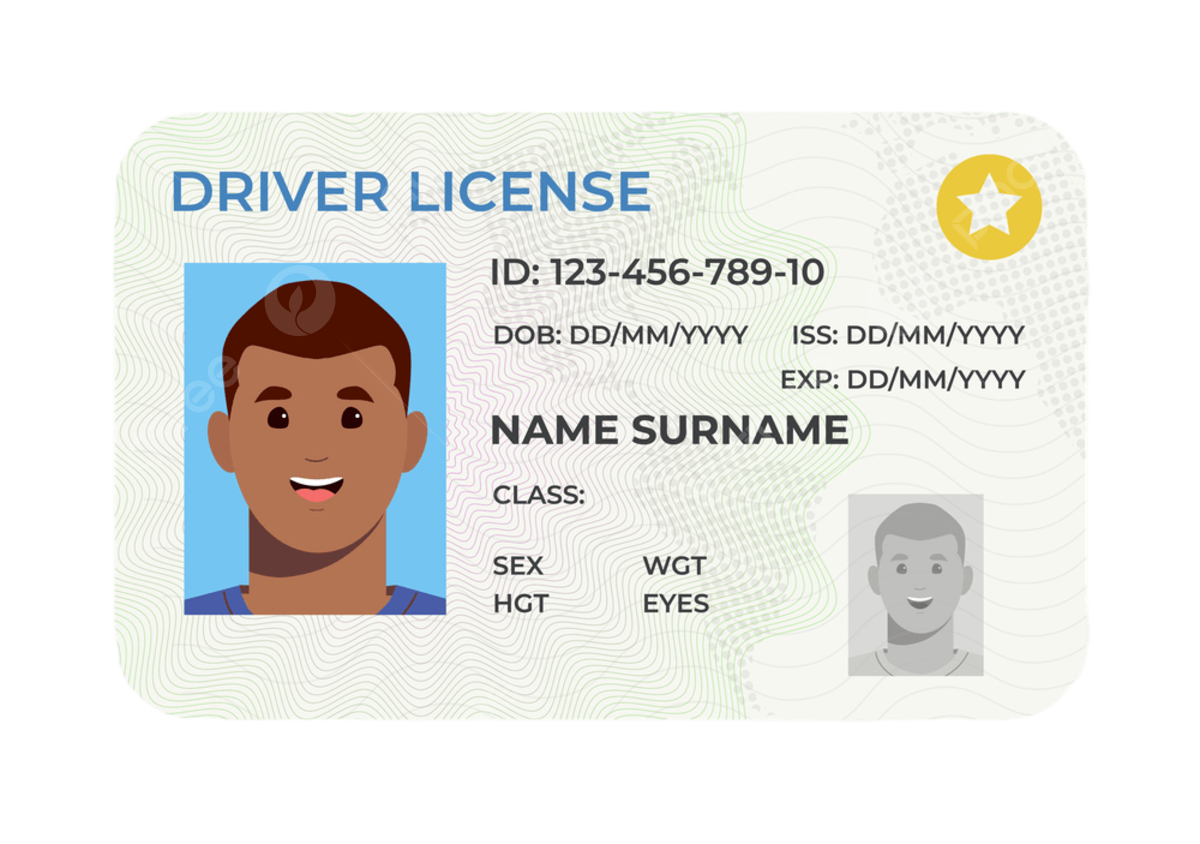 DRIVER LICENSE
ID: 123-456-789-10
DOB: DD/MM/YYYY ISS: DD/MM/YYYY
EXP: DD/MM/YYYY
NAME SURNAME
CLASS:
SEX WGT
HGT EYES